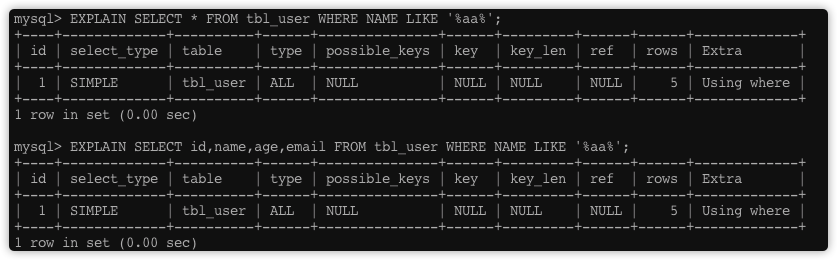 mysql> EXPLAIN SELECT * FROM tbl_user WHERE NAME LIKE '%aa%';
+----+-------------+----------+------+---------------+------+---------+------+------+-------------+
| id | select_type | table    | type | possible_keys | key  | key_len | ref  | rows | Extra       |
+----+-------------+----------+------+---------------+------+---------+------+------+-------------+
|  1 | SIMPLE      | tbl_user | ALL  | NULL          | NULL | NULL    | NULL |    5 | Using where |
+----+-------------+----------+------+---------------+------+---------+------+------+-------------+
1 row in set (0.00 sec)
mysql> EXPLAIN SELECT id,name,age,email FROM tbl_user WHERE NAME LIKE '%aa%';
+----+-------------+----------+------+---------------+------+---------+------+------+-------------+
| id | select_type | table    | type | possible_keys | key  | key_len | ref  | rows | Extra       |
+----+-------------+----------+------+---------------+------+---------+------+------+-------------+
|  1 | SIMPLE      | tbl_user | ALL  | NULL          | NULL | NULL    | NULL |    5 | Using where |
+----+-------------+----------+------+---------------+------+---------+------+------+-------------+
1 row in set (0.00 sec)